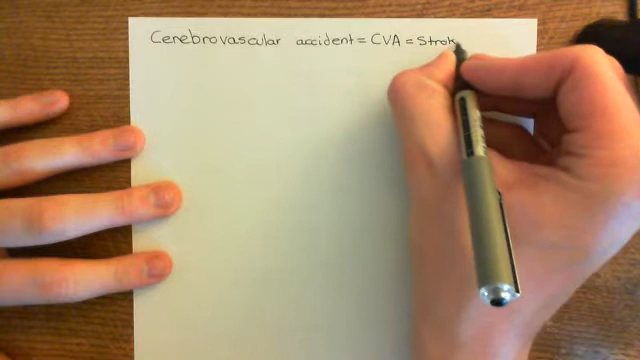 Cerebrovascular accident = CVA = Strok